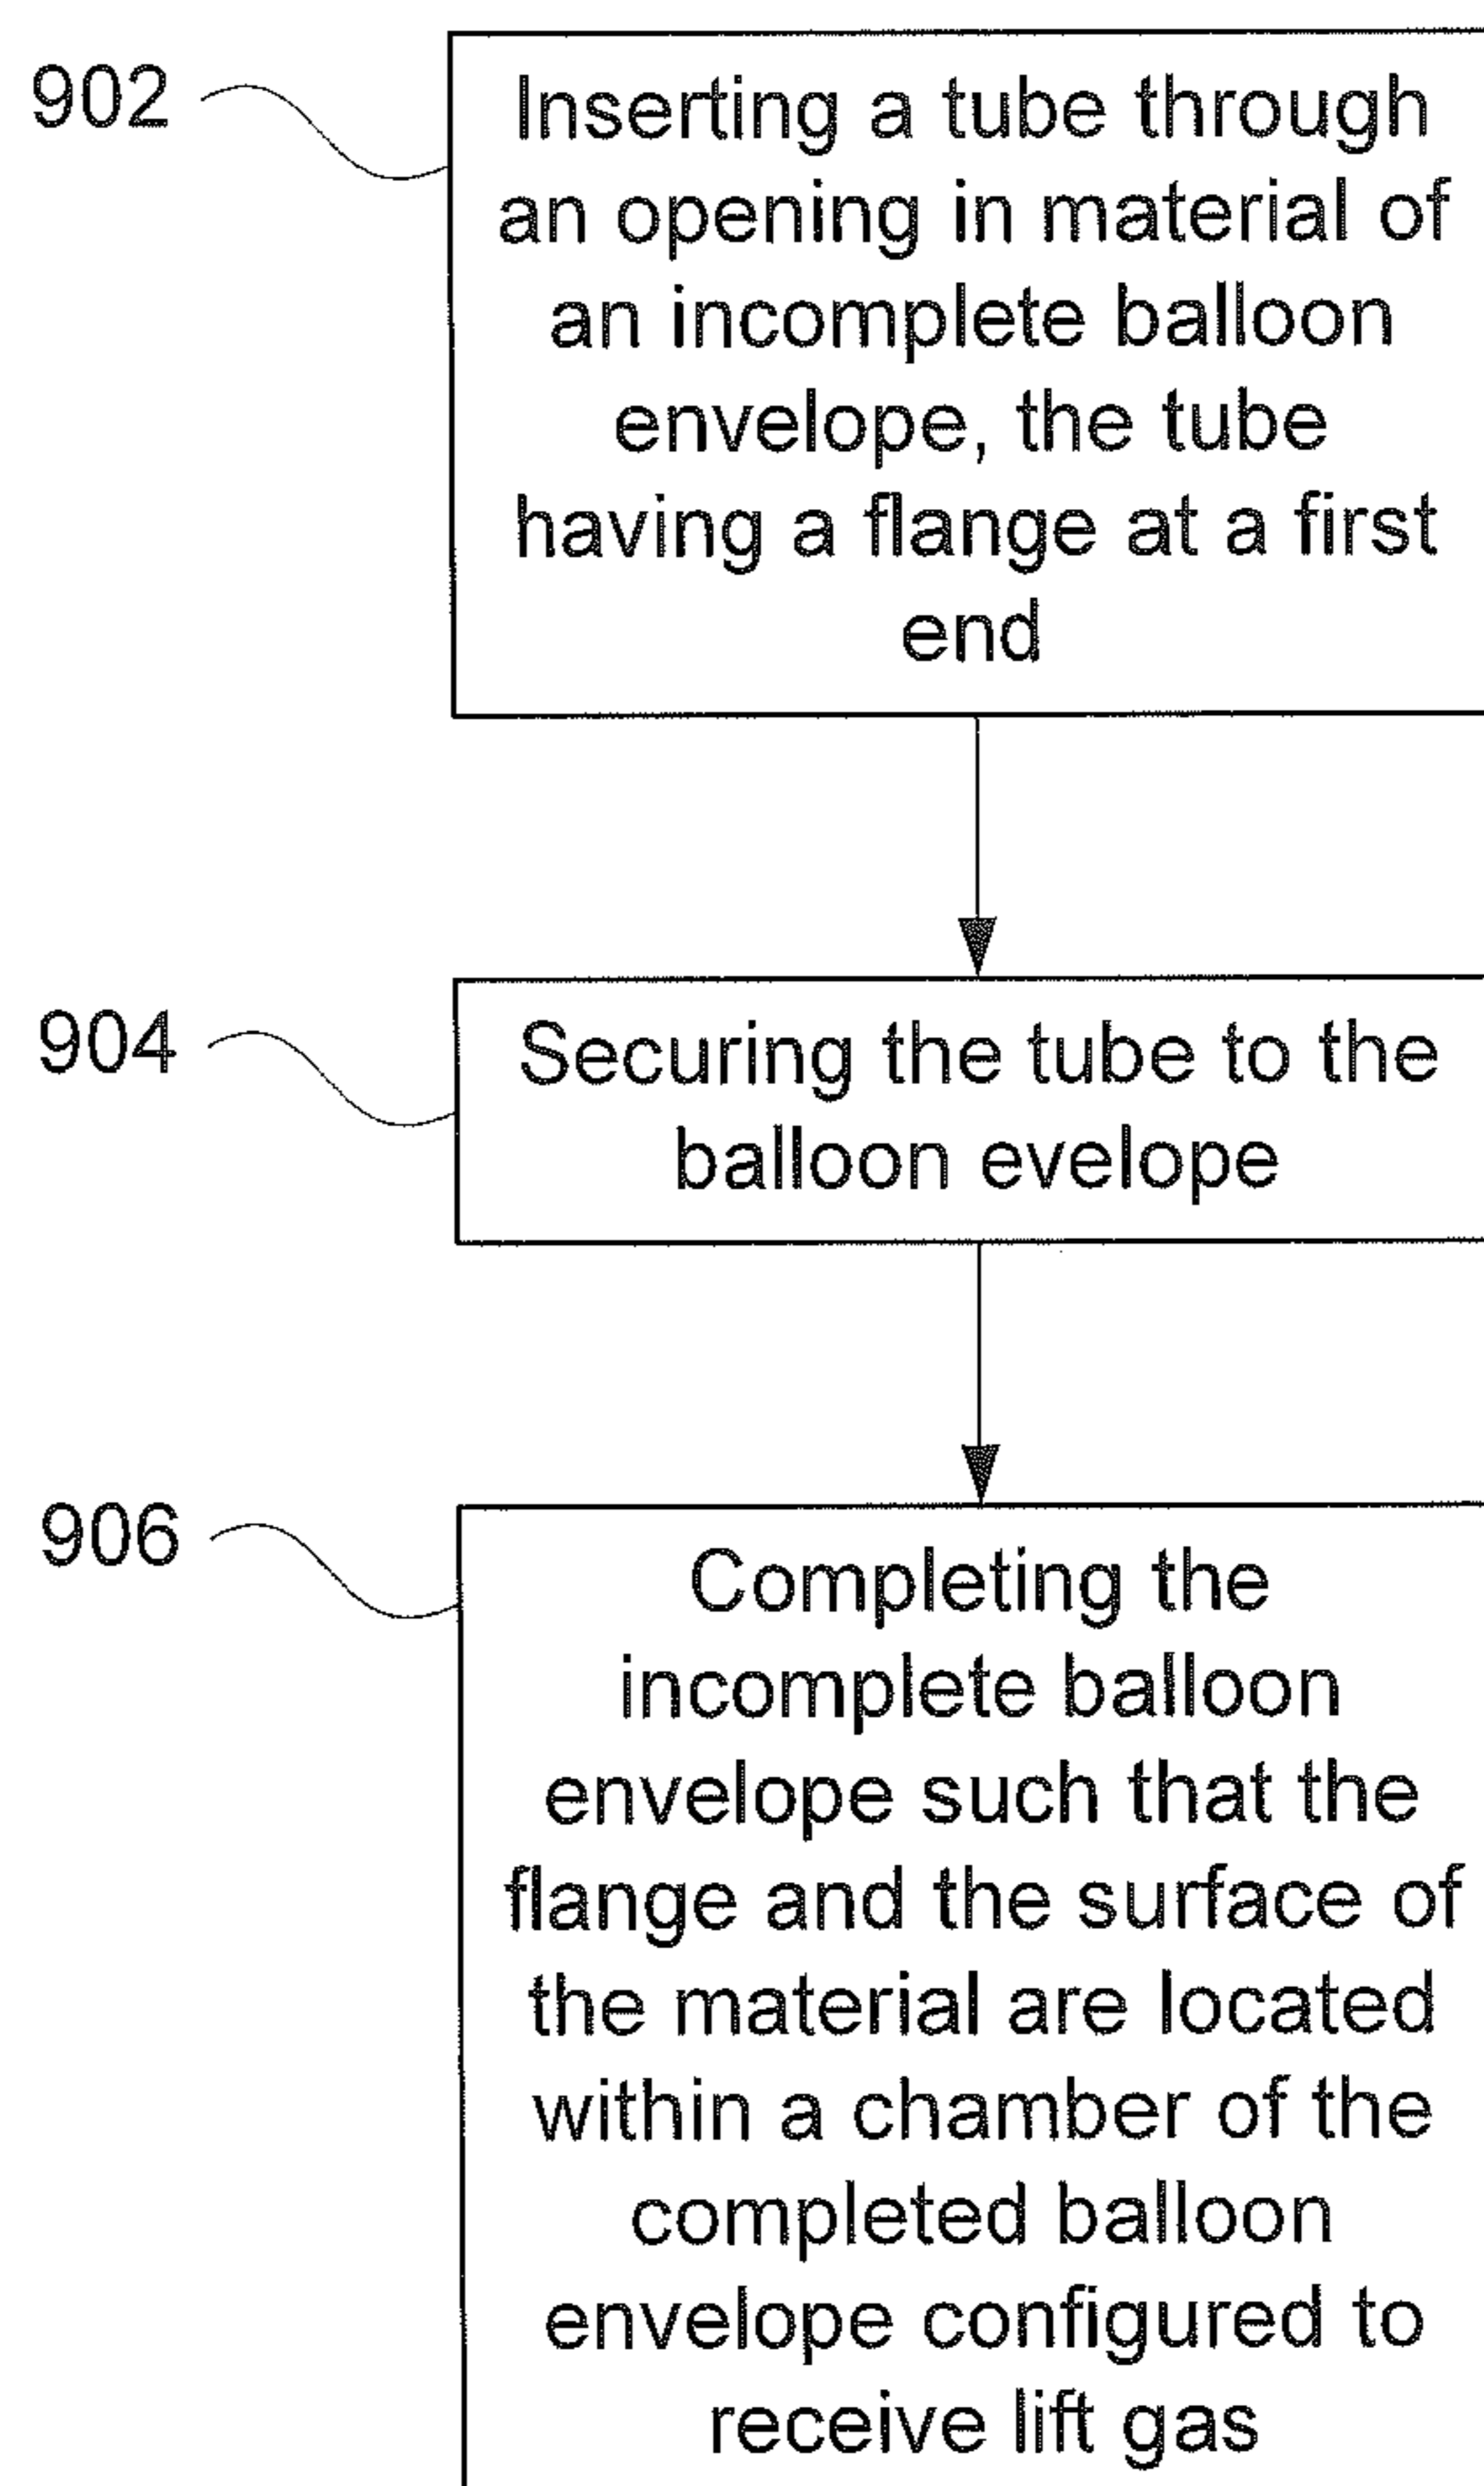 902
Inserting a tube through
an opening in material of
an incomplete balloon
envelope, the tube
having a flange at a first
end
904
Securing the tube to the
balloon evelope
906
Completing the
incomplete balloon
envelope such that the
flange and the surface of
the material are located
within a chamber of the
completed balloon
envelope configured to
receive lift gas